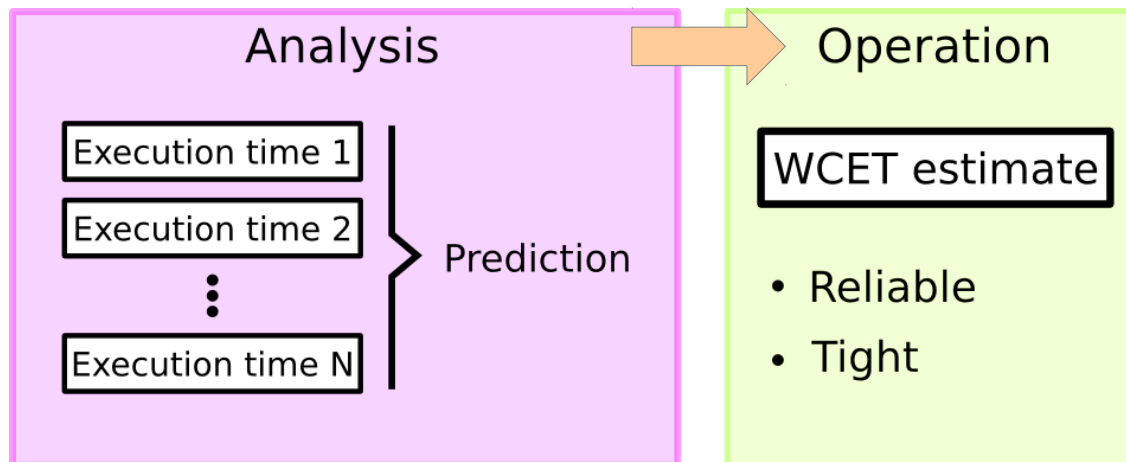 Analysis
Execution time 1
Execution time 2
Execution time N
Prediction
Operation
WCET estimate
• Reliable
• Tight